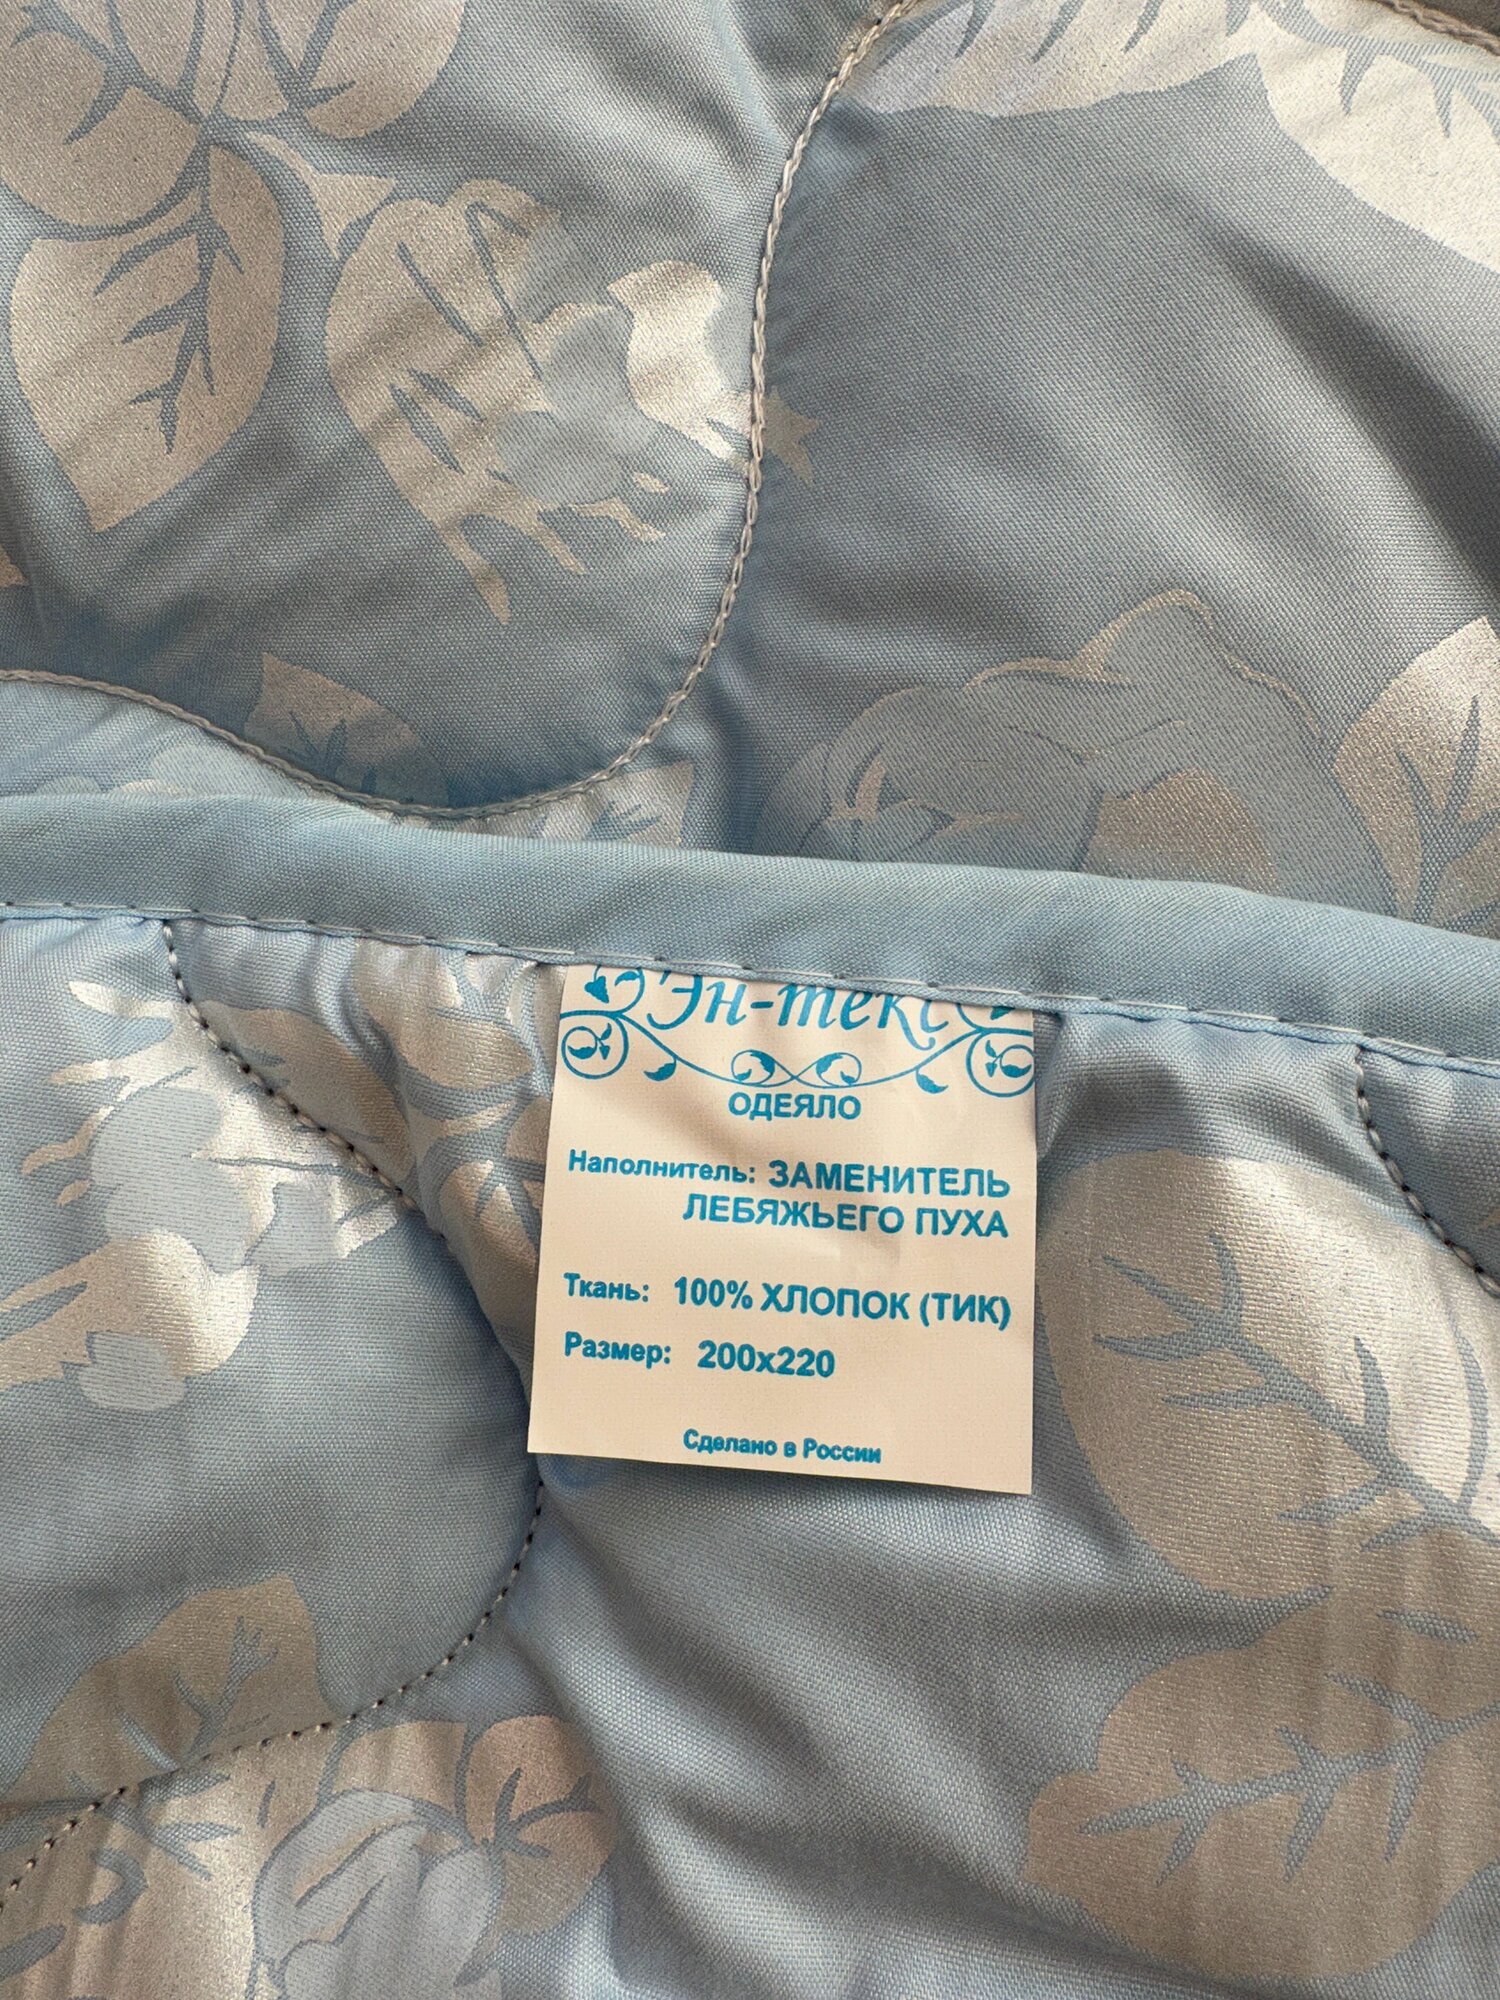 Эн-текс
ОДЕЯЛО
Наполнитель: ЗАМЕНИТЕЛЬ
ЛЕБЯЖЬЕГО ПУХА
Ткань: 100% ХЛОПОК (ТИК)
Размер: 200х220
Сделано в России